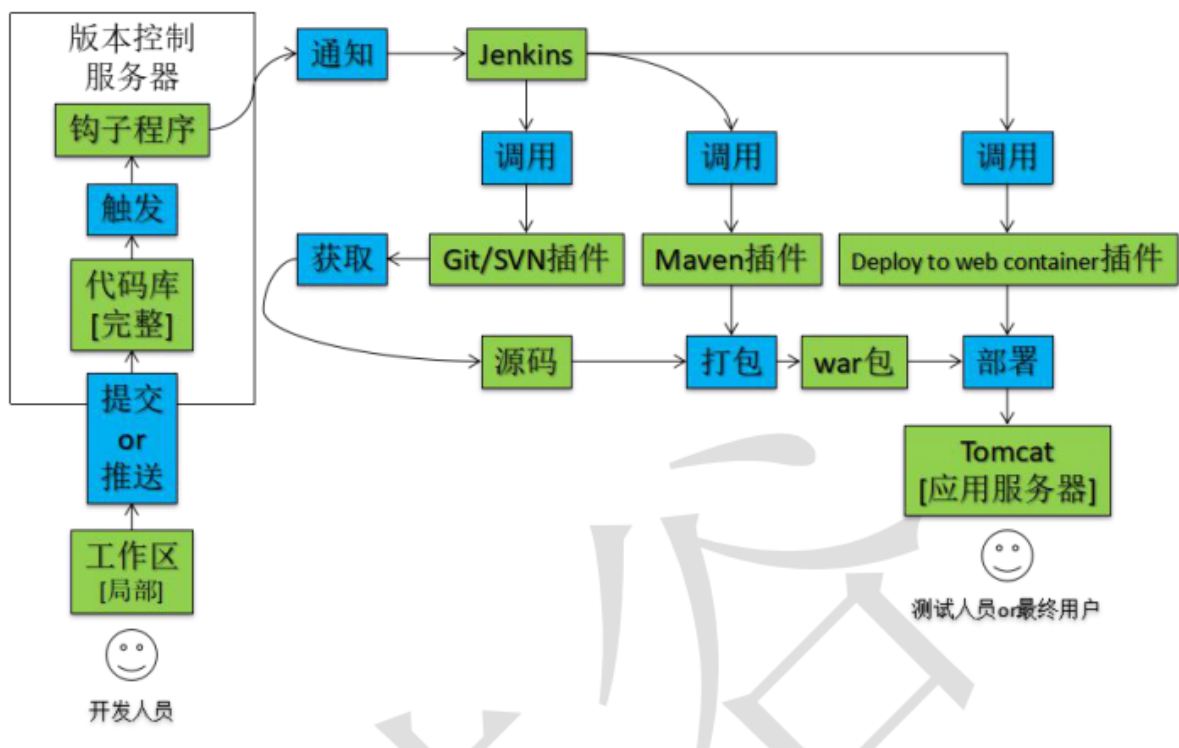 版本控制
服务器
钩子程序
触发
代码库
[完整]
提交
or
推送
工作区
[局部]
开发人员
通知
Jenkins
调用
调用
调用
获取
Git/SVN插件
Maven插件
Deploy to web container插件
源码
打包
war包
部署
Tomcat
[应用服务器]
测试人员or最终用户